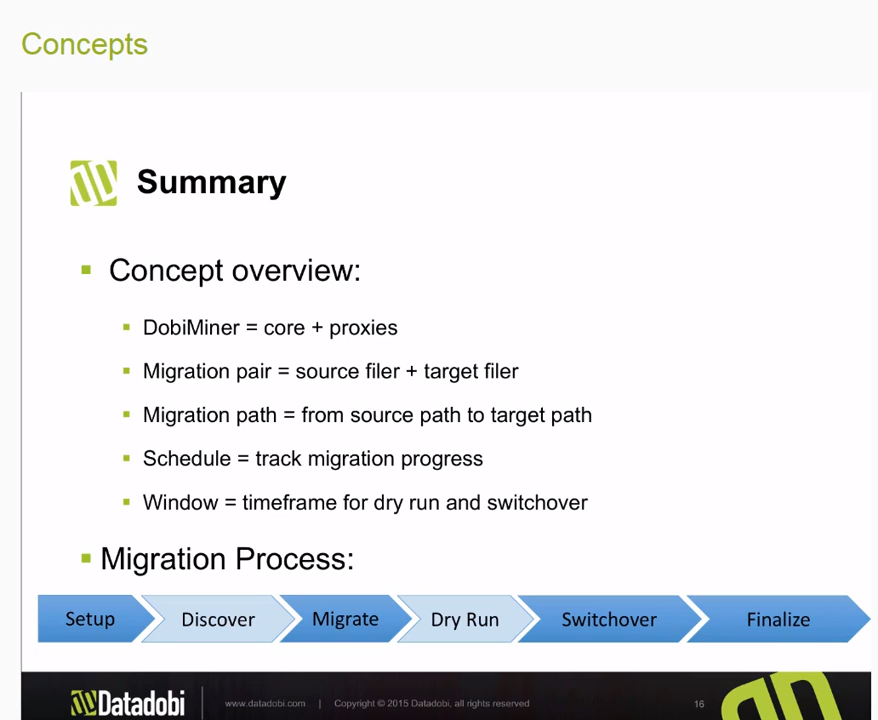 Concepts
Summary
Concept overview:
DobiMiner = core + proxies
Migration pair = source filer + target filer
Migration path = from source path to target path
Schedule = track migration progress
Window = timeframe for dry run and switchover
Migration Process:
Setup
Discover
Migrate
Dry Run
Switchover
Finalize
Datadobi
www.datadobi.com | Copyright © 2015 Datadobi, all rights reserved
16